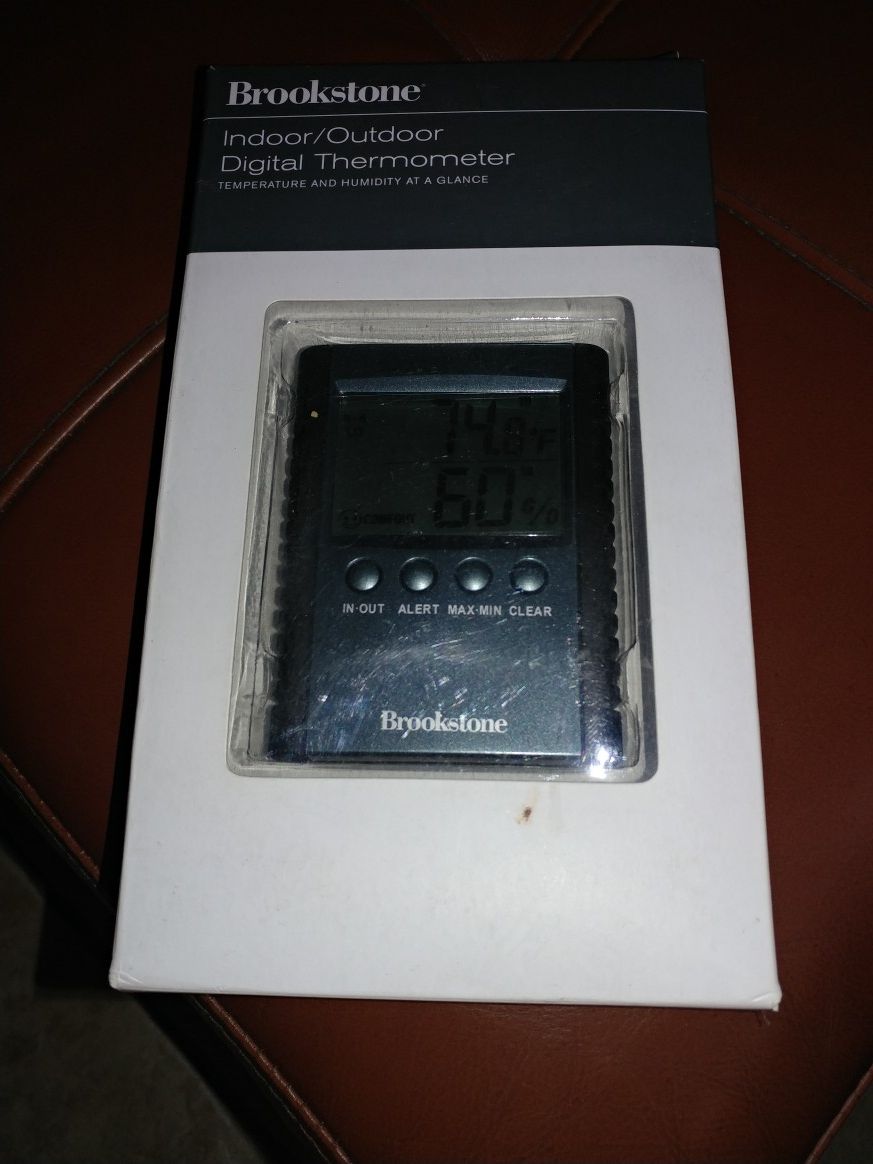 Brookstone
Indoor/Outdoor
Digital Thermometer
TEMPERATURE AND HUMIDITY AT A GLANCE
74.8°F
60
IN·OUT ALERT MAX·MIN CLEAR
Brookstone